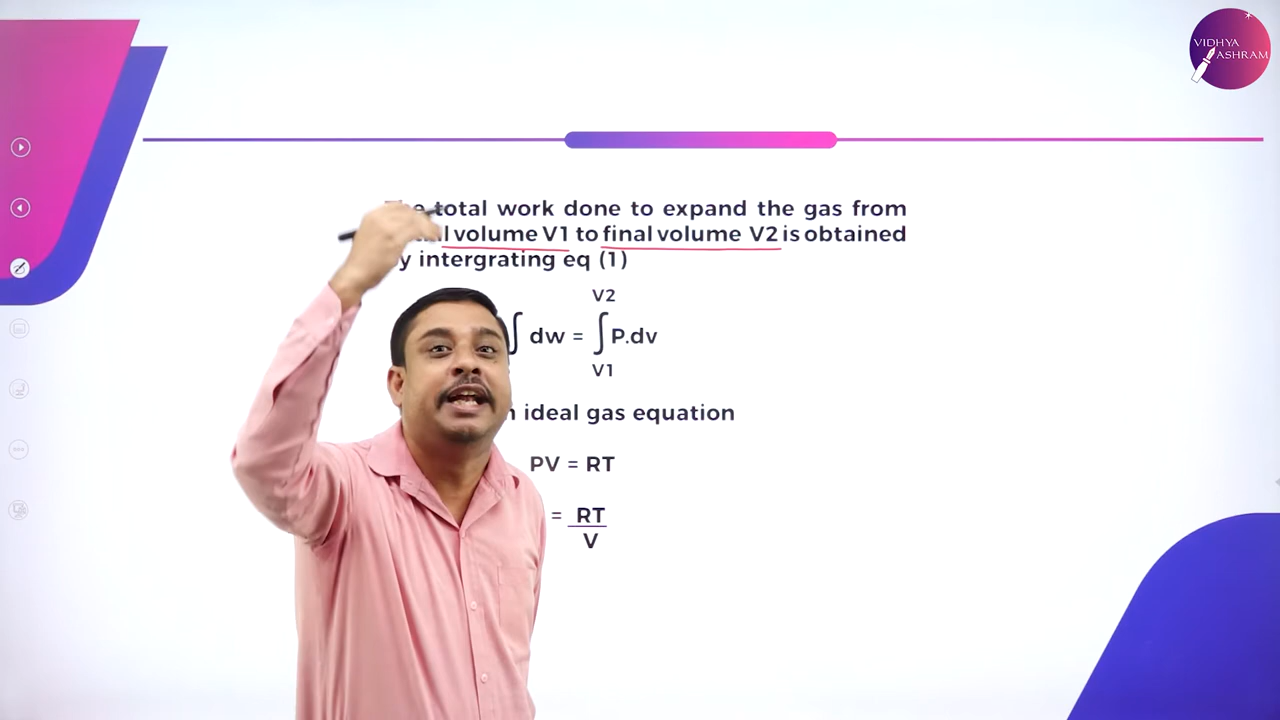 VIDHYA
ASHRAM
total work done to expand the gas from
volume V1 to final volume V2 is obtained
intergrating eq (1)
V2
∫ dw = ∫ P.dv
V1
ideal gas equation
PV = RT
= RT
V